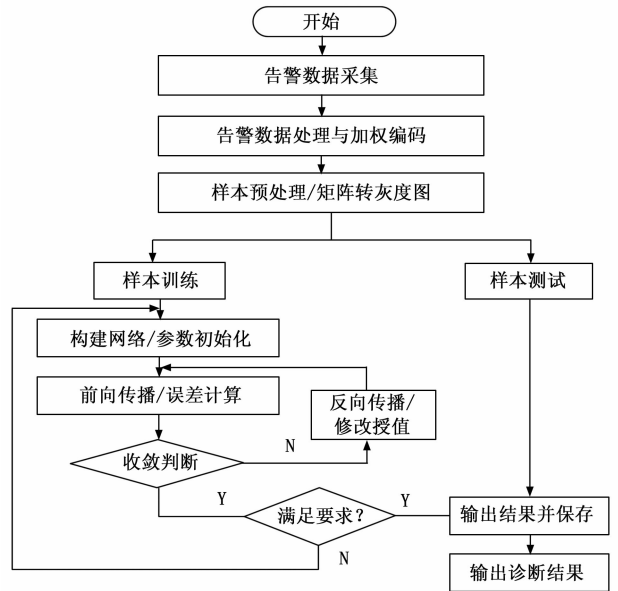 开始
告警数据采集
告警数据处理与加权编码
样本预处理/矩阵转灰度图
样本训练
样本测试
构建网络/参数初始化
前向传播/误差计算
反向传播/
修改授值
收敛判断
N
Y
满足要求?
Y
N
输出结果并保存
输出诊断结果